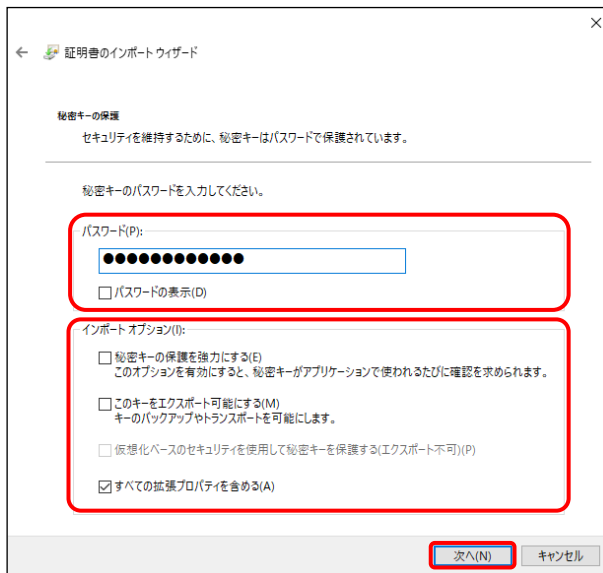 証明書のインポート ウィザード
秘密キーの保護
セキュリティを維持するために、秘密キーはパスワードで保護されています。
秘密キーのパスワードを入力してください。
パスワード(P):
●●●●●●●●●●●●
パスワードの表示(D)
インポート オプション(I):
秘密キーの保護を強力にする(E)
このオプションを有効にすると、秘密キーがアプリケーションで使われるたびに確認を求められます。
このキーをエクスポート可能にする(M)
キーのバックアップやトランスポートを可能にします。
仮想化ベースのセキュリティを使用して秘密キーを保護する(エクスポート不可)(P)
すべての拡張プロパティを含める(A)
次へ(N)
キャンセル